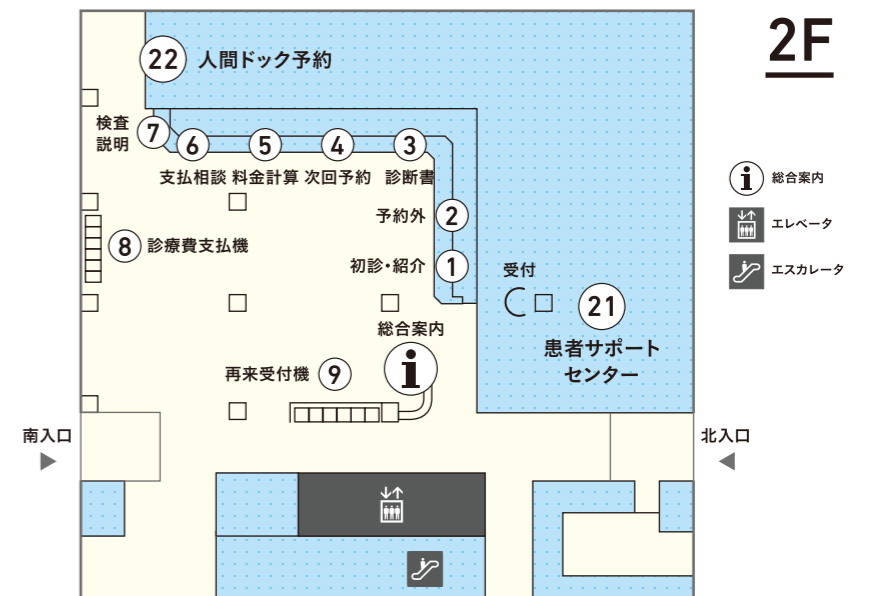 2F
22 人間ドック予約
検査
説明
7
6
5
4
3
支払相談
料金計算
次回予約
診断書
予約外
2
8 診療費支払機
初診・紹介
1
受付
21
患者サポート
センター
総合案内
i
再来受付機
9
南入口
北入口
i 総合案内
エレベータ
エスカレータ